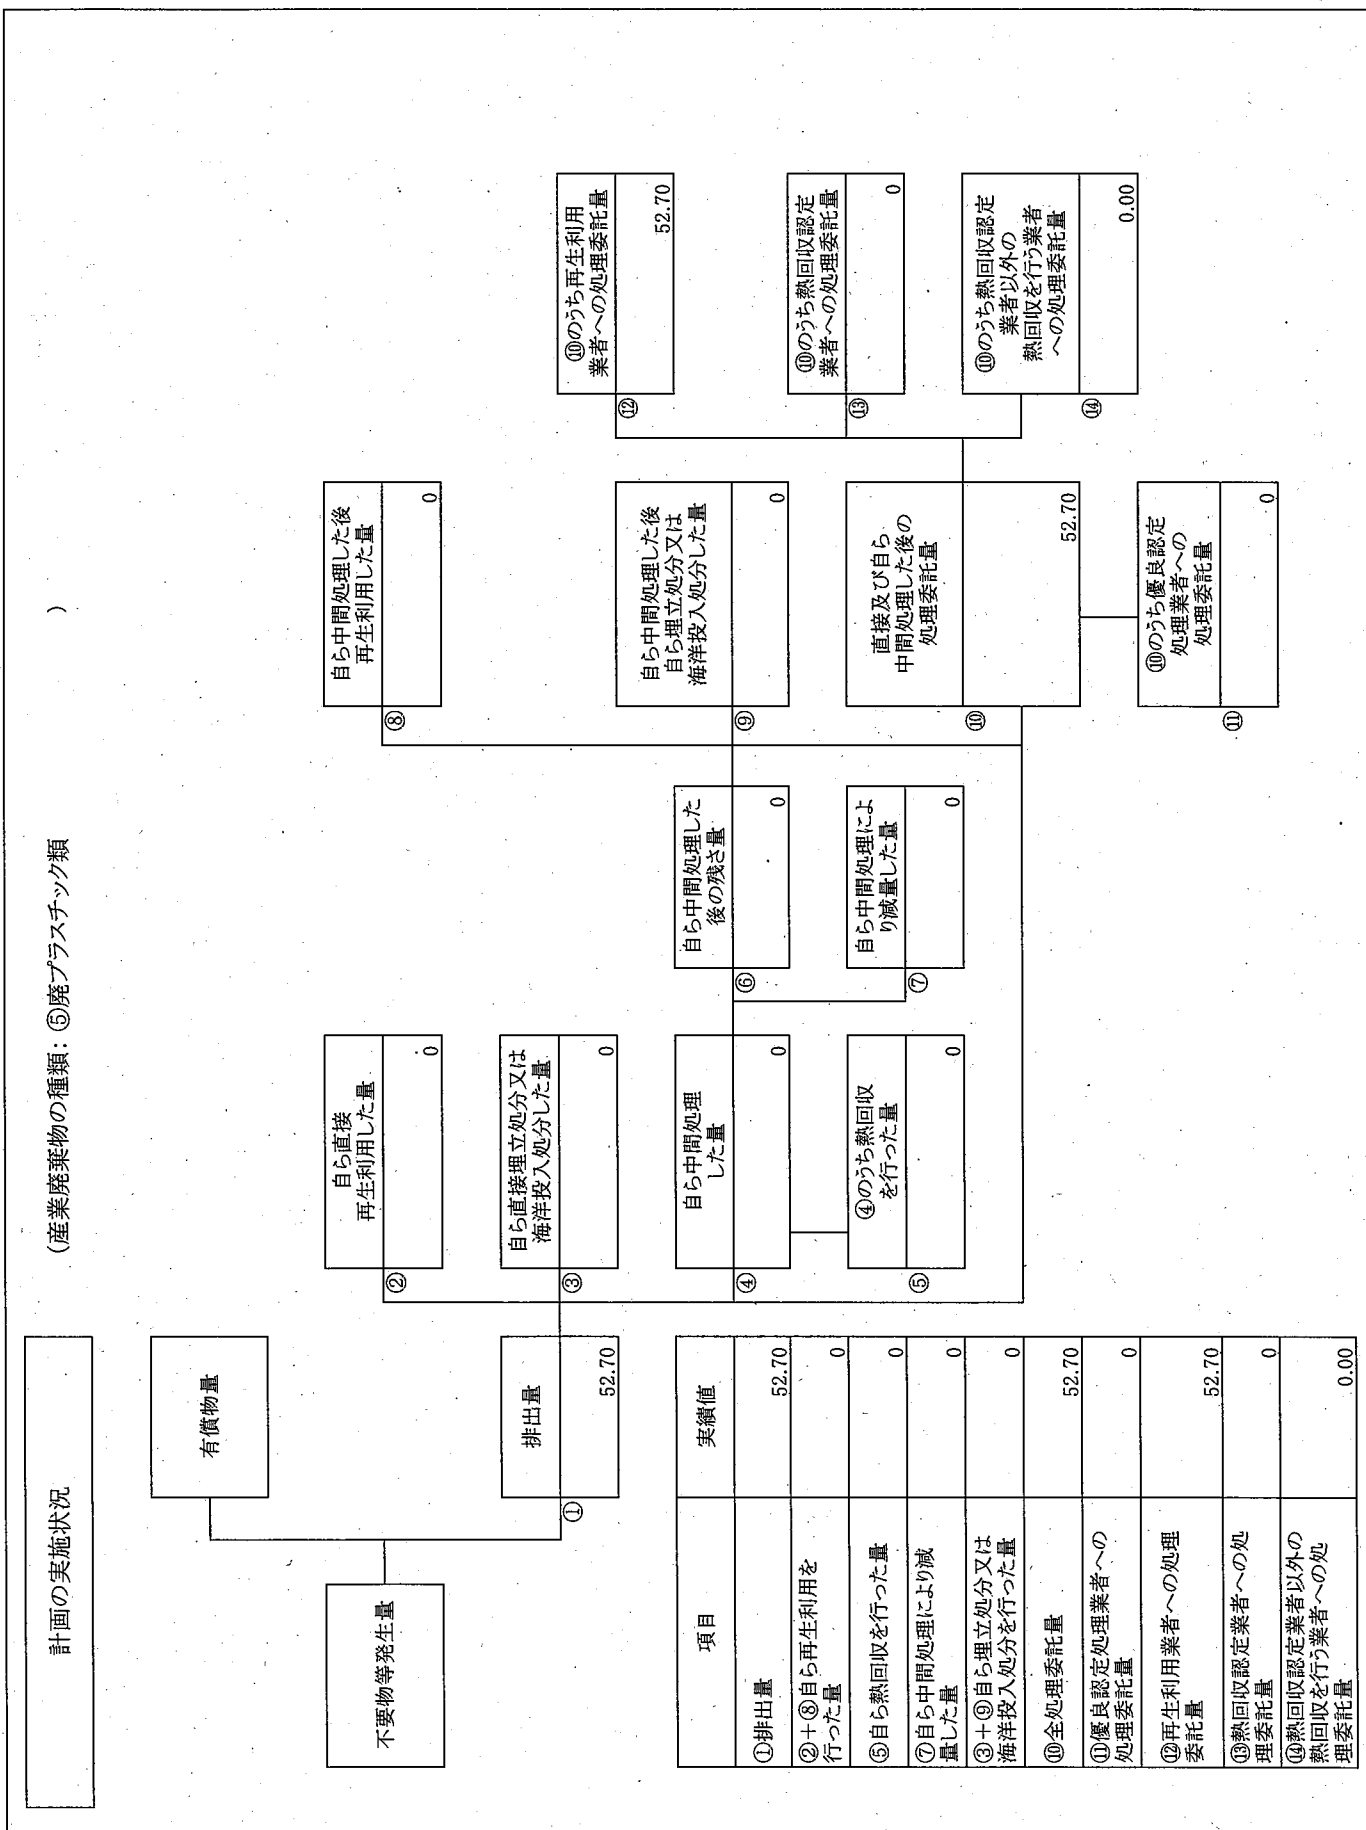 計画の実施状況
(産業廃棄物の種類：⑤廃プラスチック類　　　　　　)
不要物等発生量
有償物量
①
排出量
52.70
②
自ら直接
再生利用した量
0
③
自ら直接埋立処分又は
海洋投入処分した量
0
④
自ら中間処理
した量
0
⑤
④のうち熱回収
を行った量
0
⑥
自ら中間処理した
後の残さ量
0
⑦
自ら中間処理によ
り減量した量
0
⑧
自ら中間処理した後
再生利用した量
0
⑨
自ら中間処理した後
自ら埋立処分又は
海洋投入処分した量
0
⑩
直接及び自ら
中間処理した後の
処理委託量
52.70
⑪
⑩のうち優良認定
処理業者への
処理委託量
0
⑫
⑩のうち再生利用
業者への処理委託量
52.70
⑬
⑩のうち熱回収認定
業者への処理委託量
0
⑭
⑩のうち熱回収認定
業者以外の
熱回収を行う業者
への処理委託量
0.00
項目 実績値
①排出量 52.70
②＋⑧自ら再生利用を
行った量 0
⑤自ら熱回収を行った量 0
⑦自ら中間処理により減
量した量 0
③＋⑨自ら埋立処分又は
海洋投入処分を行った量 0
⑩全処理委託量 52.70
⑪優良認定処理業者への
処理委託量 0
⑫再生利用業者への処理
委託量 52.70
⑬熱回収認定業者への処
理委託量 0
⑭熱回収認定業者以外の
熱回収を行う業者への処
理委託量 0.00